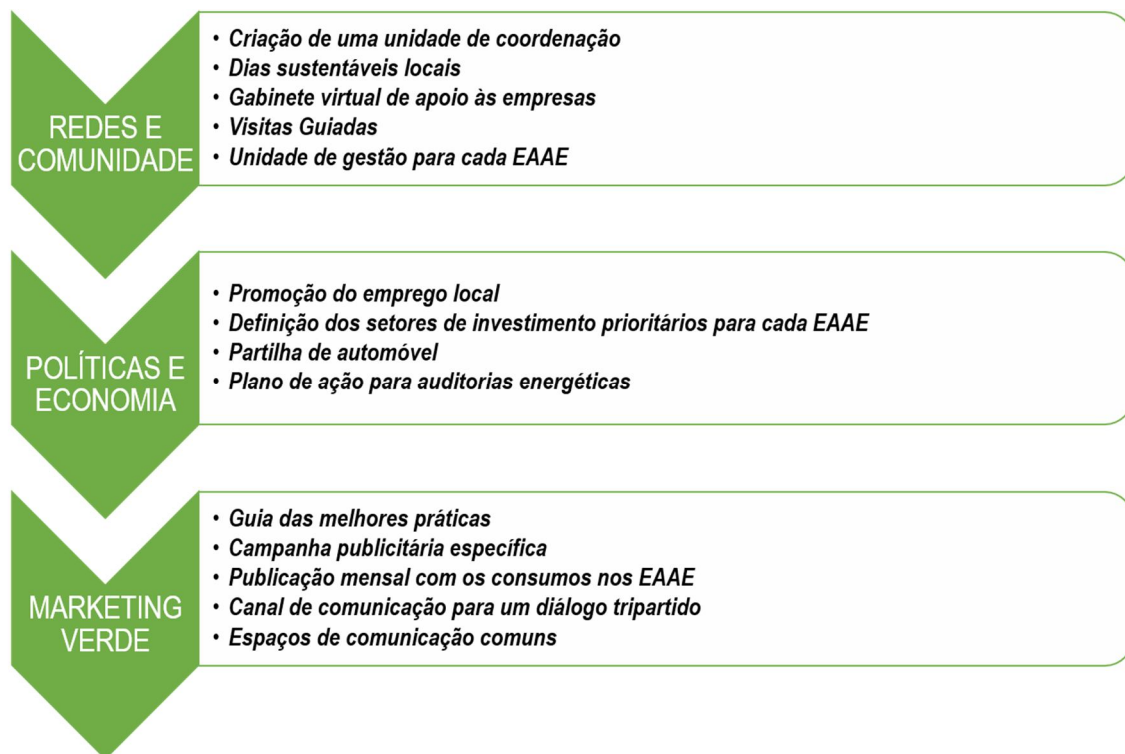 REDES E
COMUNIDADE
• Criação de uma unidade de coordenação
• Dias sustentáveis locais
• Gabinete virtual de apoio às empresas
• Visitas Guiadas
• Unidade de gestão para cada EAAE
POLÍTICAS E
ECONOMIA
• Promoção do emprego local
• Definição dos setores de investimento prioritários para cada EAAE
• Partilha de automóvel
• Plano de ação para auditorias energéticas
MARKETING
VERDE
• Guia das melhores práticas
• Campanha publicitária específica
• Publicação mensal com os consumos nos EAAE
• Canal de comunicação para um diálogo tripartido
• Espaços de comunicação comuns